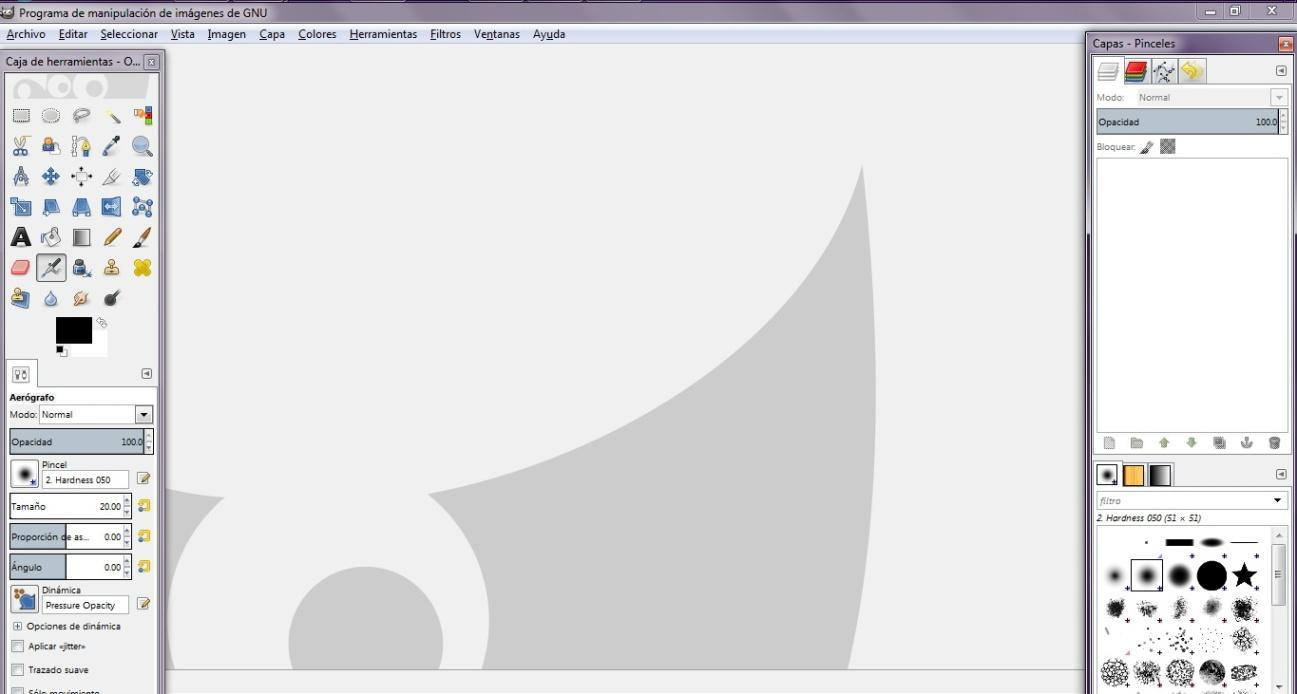 Programa de manipulación de imágenes de GNU
Archivo Editar Seleccionar Vista Imagen Capa Colores Herramientas Filtros Ventanas Ayuda
Caja de herramientas - O...
Aerógrafo
Modo: Normal
Opacidad 100.0
Pincel
2. Hardness 050
Tamaño 20.00
Proporción de as... 0.00
Ángulo 0.00
Dinámica
Pressure Opacity
Opciones de dinámica
Aplicar «jitter»
Trazado suave
Sólo movimiento
Capas - Pinceles
Modo: Normal
Opacidad 100.0
Bloquear:
filtro
2. Hardness 050 (51 × 51)